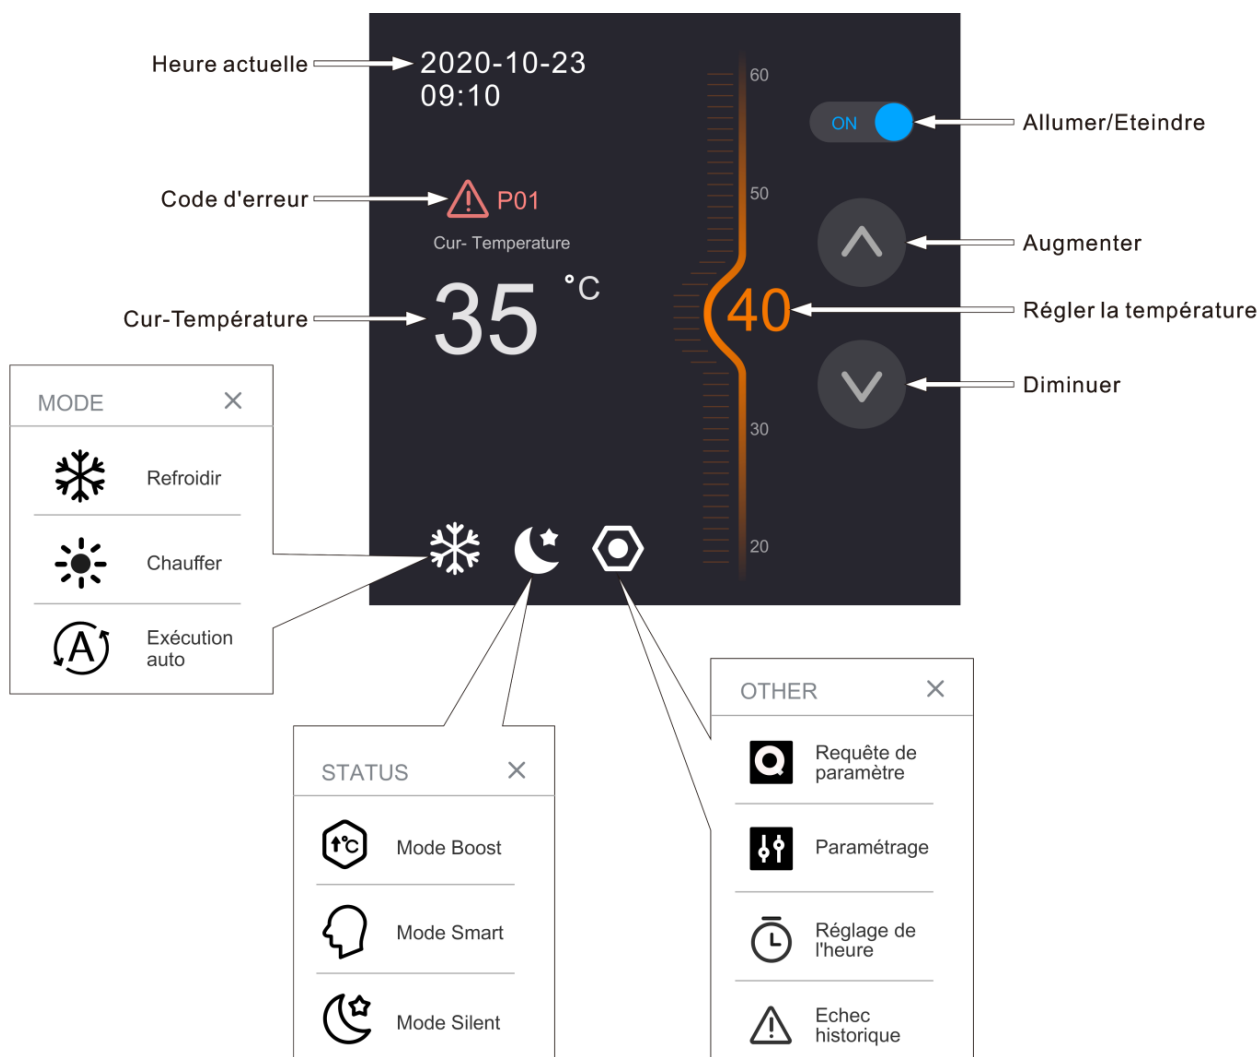 Heure actuelle
2020-10-23
09:10
60
ON
Allumer/Eteindre
Code d'erreur
P01
50
Cur- Temperature
Augmenter
Cur-Température
35 °C
40
Régler la température
Diminuer
30
20
MODE
Refroidir
Chauffer
A
Exécution
auto
STATUS
°C
Mode Boost
Mode Smart
Mode Silent
OTHER
Requête de
paramètre
Paramétrage
Réglage de
l'heure
Echec
historique